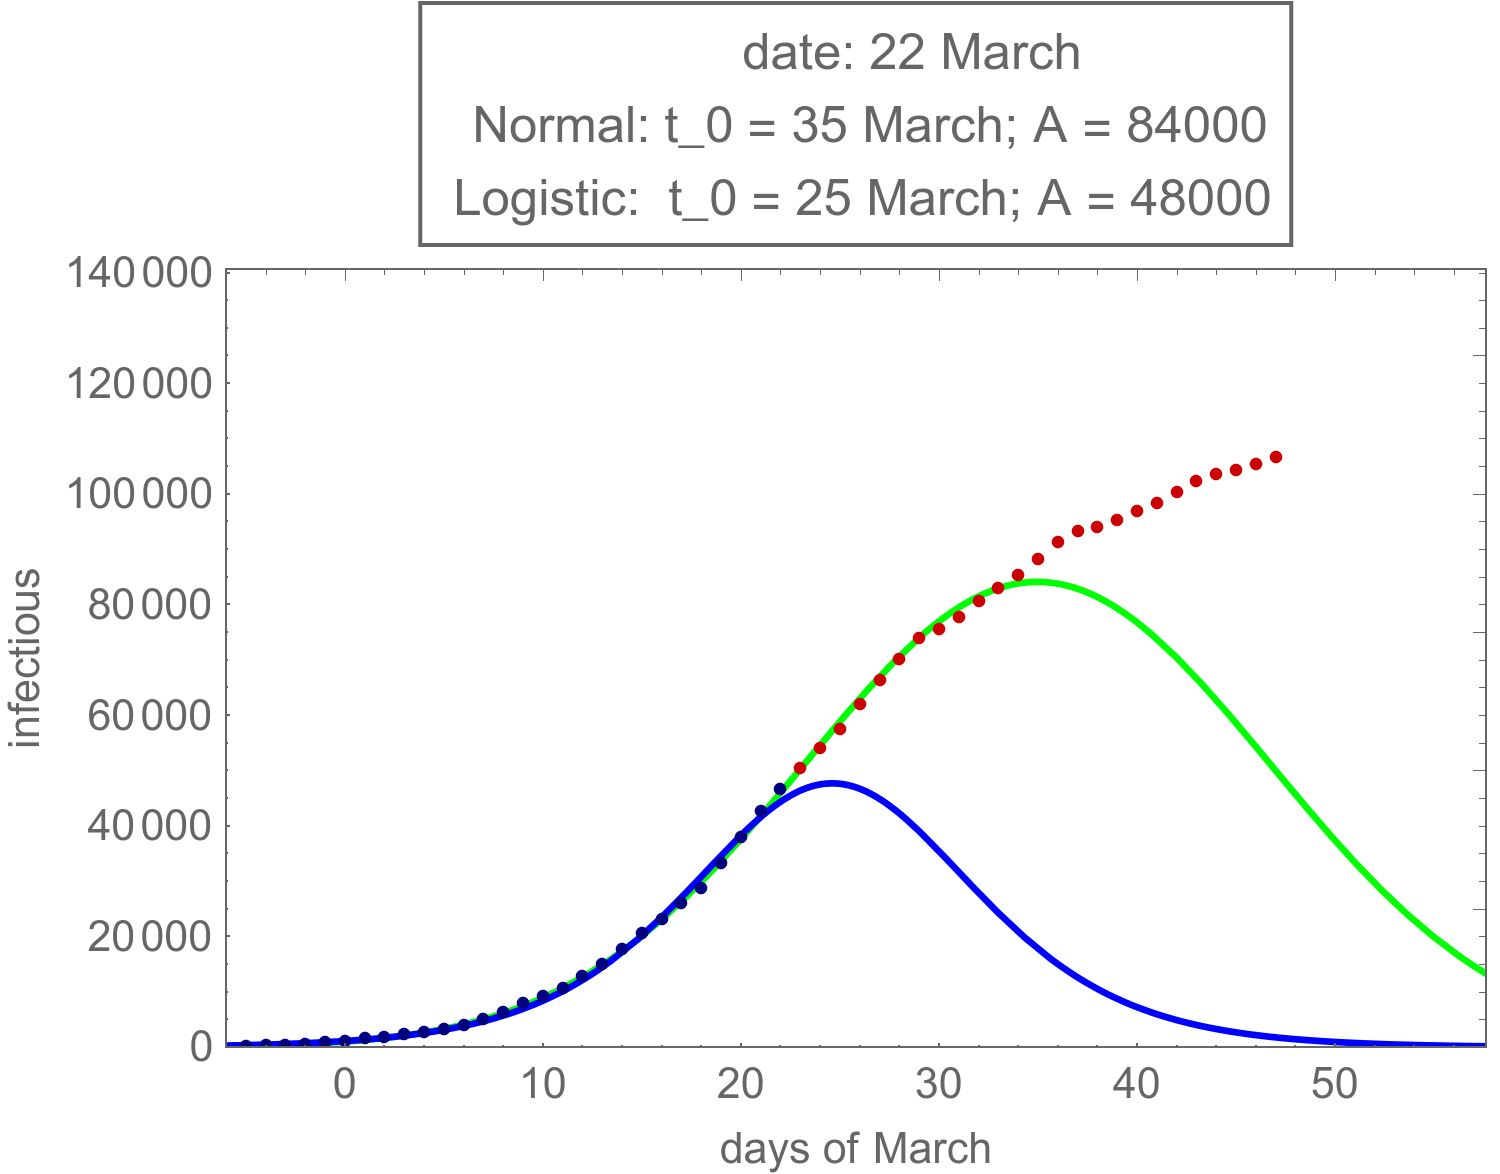 date: 22 March
Normal: t_0 = 35 March; A = 84000
Logistic: t_0 = 25 March; A = 48000
140 000
120 000
100 000
80 000
60 000
40 000
20 000
0
infectious
0 10 20 30 40 50
days of March